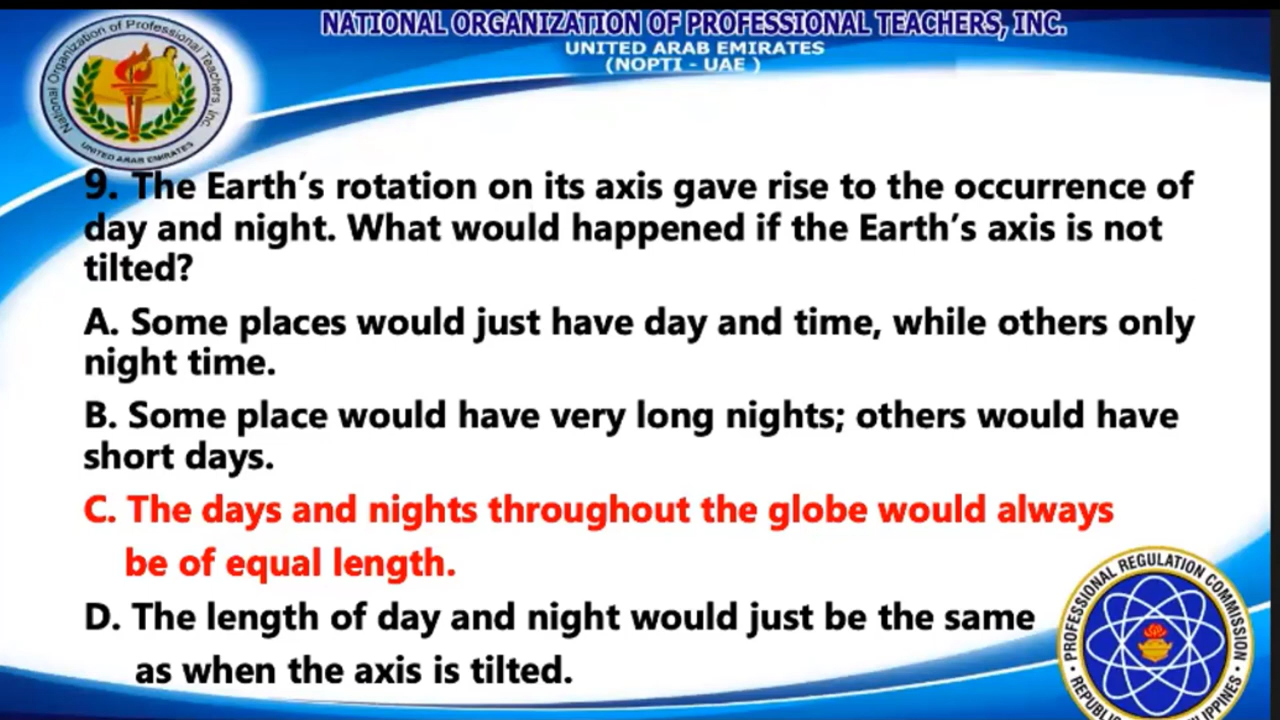 NATIONAL ORGANIZATION OF PROFESSIONAL TEACHERS, INC.
UNITED ARAB EMIRATES
(NOPTI - UAE )
National Organization of Professional Teachers, Inc.
UNITED ARAB EMIRATES
9. The Earth's rotation on its axis gave rise to the occurrence of
day and night. What would happened if the Earth's axis is not
tilted?
A. Some places would just have day and time, while others only
night time.
B. Some place would have very long nights; others would have
short days.
C. The days and nights throughout the globe would always
be of equal length.
D. The length of day and night would just be the same
as when the axis is tilted.
PROFESSIONAL REGULATION COMMISSION